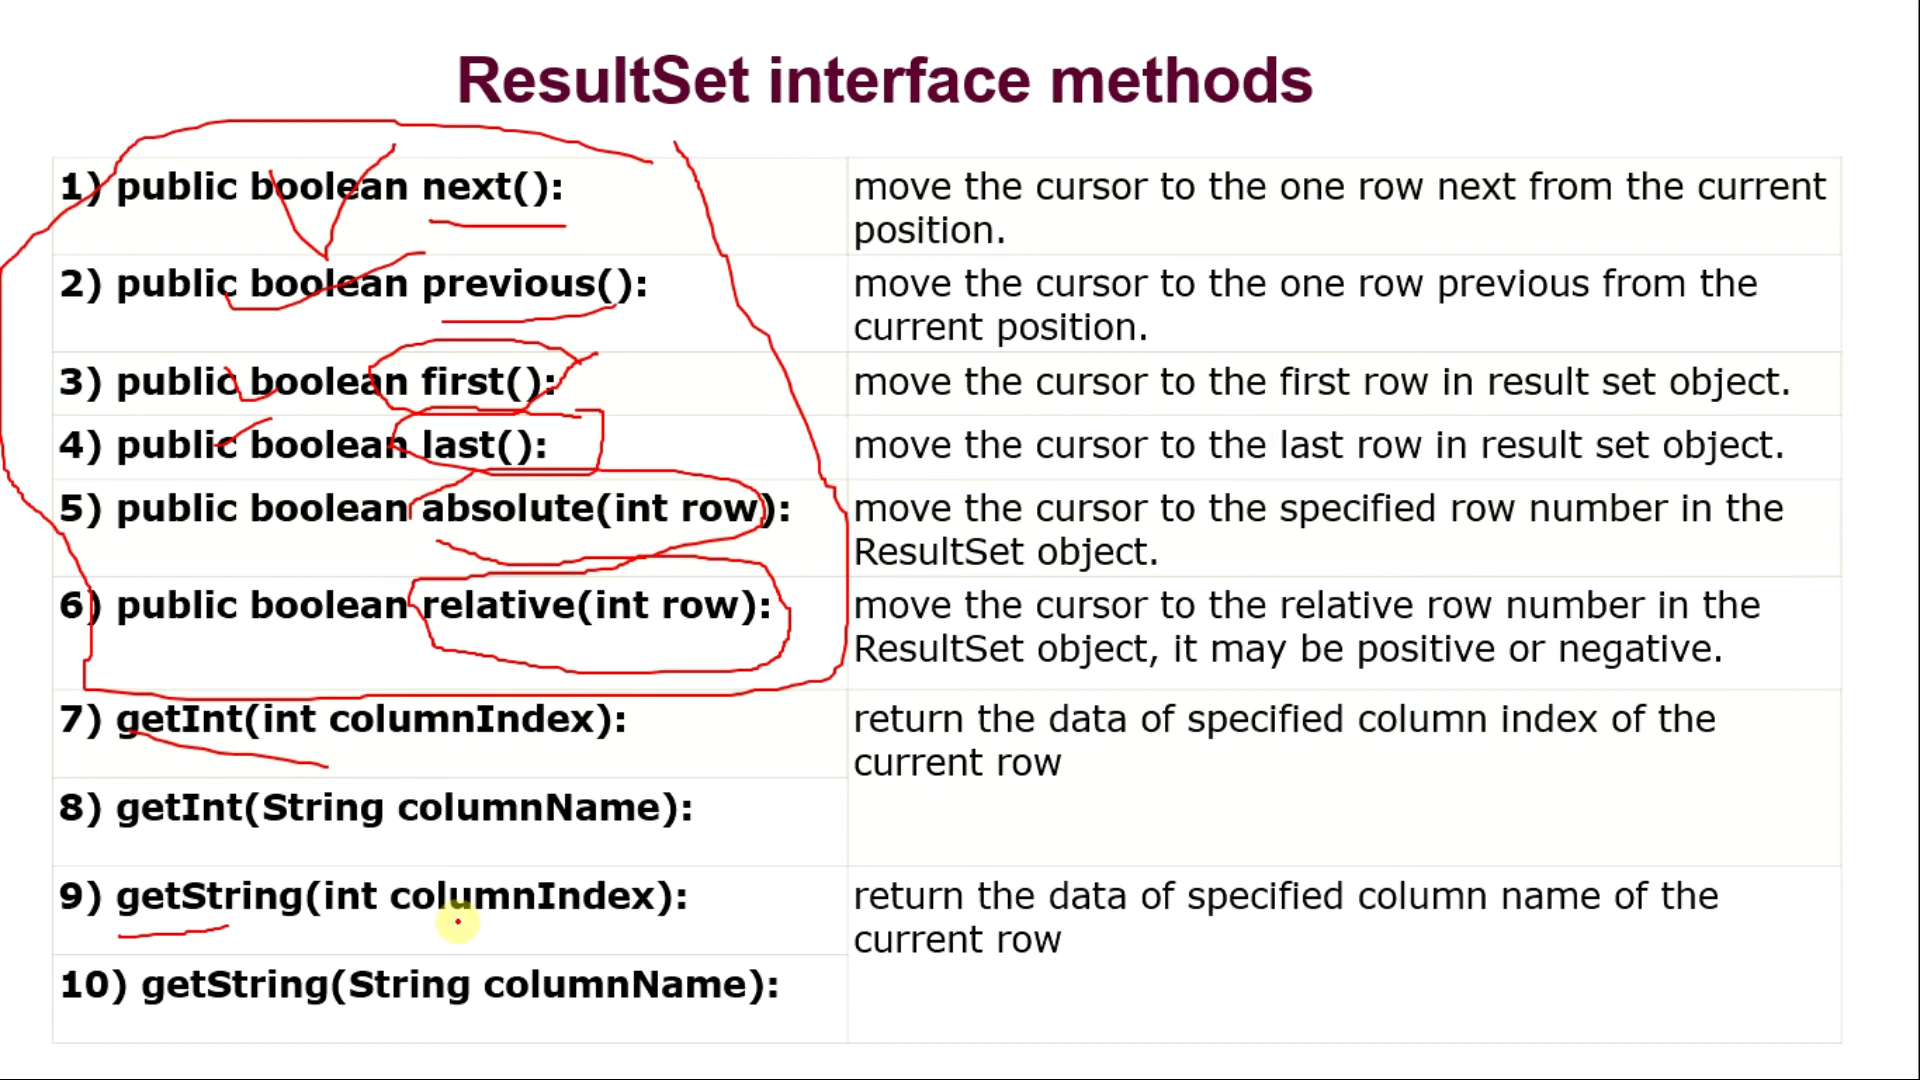 ResultSet interface methods
1) public boolean next():
move the cursor to the one row next from the current
position.
2) public boolean previous():
move the cursor to the one row previous from the
current position.
3) public boolean first():
move the cursor to the first row in result set object.
4) public boolean last():
move the cursor to the last row in result set object.
5) public boolean absolute(int row):
move the cursor to the specified row number in the
ResultSet object.
6) public boolean relative(int row):
move the cursor to the relative row number in the
ResultSet object, it may be positive or negative.
7) getInt(int columnIndex):
return the data of specified column index of the
current row
8) getInt(String columnName):
9) getString(int columnIndex):
return the data of specified column name of the
current row
10) getString(String columnName):